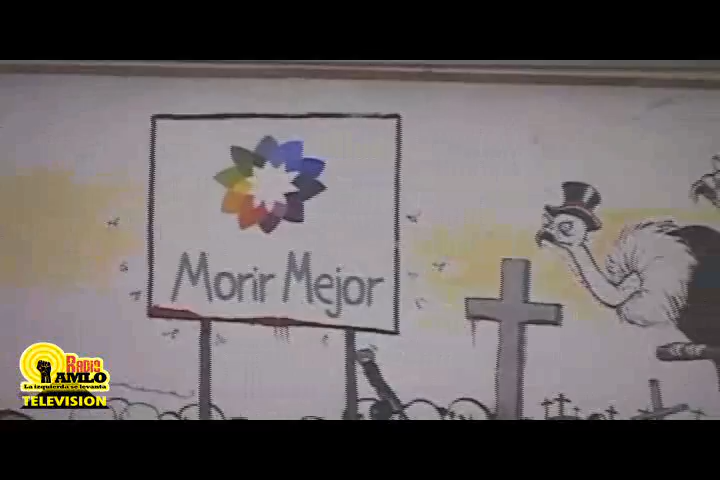 Morir Mejor
RADIO
AMLO
La izquierda se levanta
TELEVISION